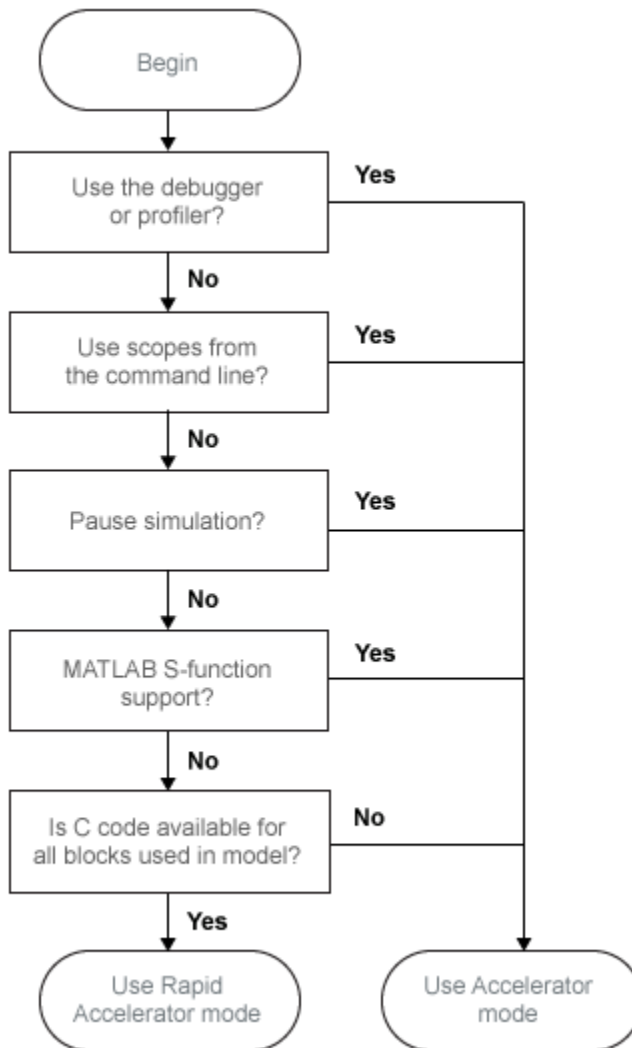 Begin
Use the debugger
or profiler?
Yes
No
Use scopes from
the command line?
Yes
No
Pause simulation?
Yes
No
MATLAB S-function
support?
Yes
No
Is C code available for
all blocks used in model?
No
Yes
Use Rapid
Accelerator mode
Use Accelerator
mode